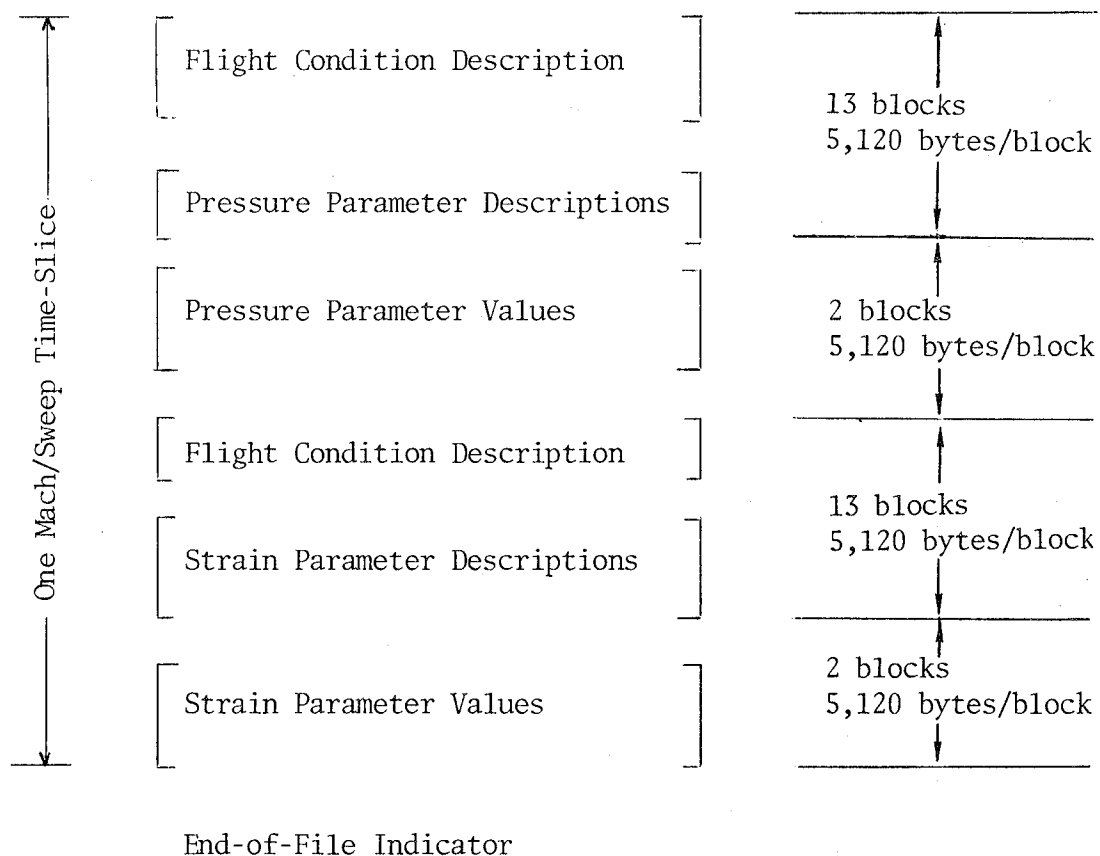 One Mach/Sweep Time-Slice
Flight Condition Description
13 blocks
5,120 bytes/block
Pressure Parameter Descriptions
Pressure Parameter Values
2 blocks
5,120 bytes/block
Flight Condition Description
13 blocks
5,120 bytes/block
Strain Parameter Descriptions
Strain Parameter Values
2 blocks
5,120 bytes/block
End-of-File Indicator